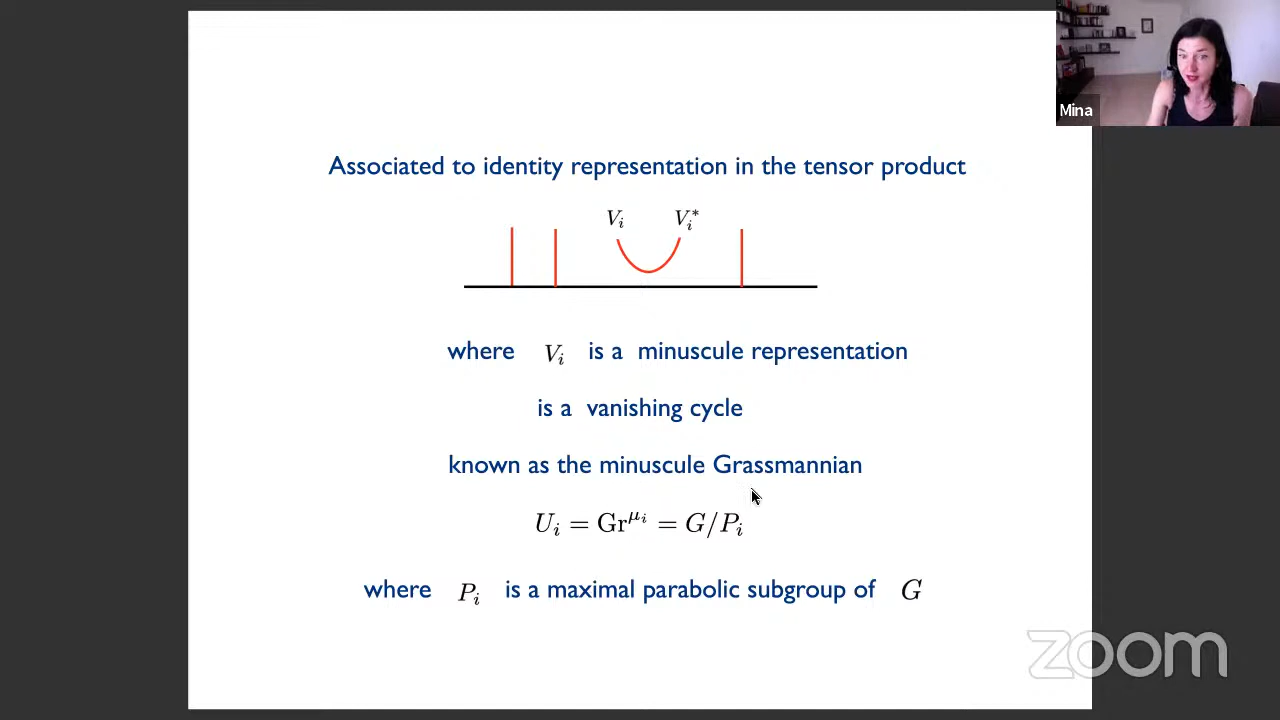 Mina
Associated to identity representation in the tensor product
V_i V_i^*
where V_i is a minuscule representation
is a vanishing cycle
known as the minuscule Grassmannian
U_i = Gr^{μ_i} = G/P_i
where P_i is a maximal parabolic subgroup of G
zoom